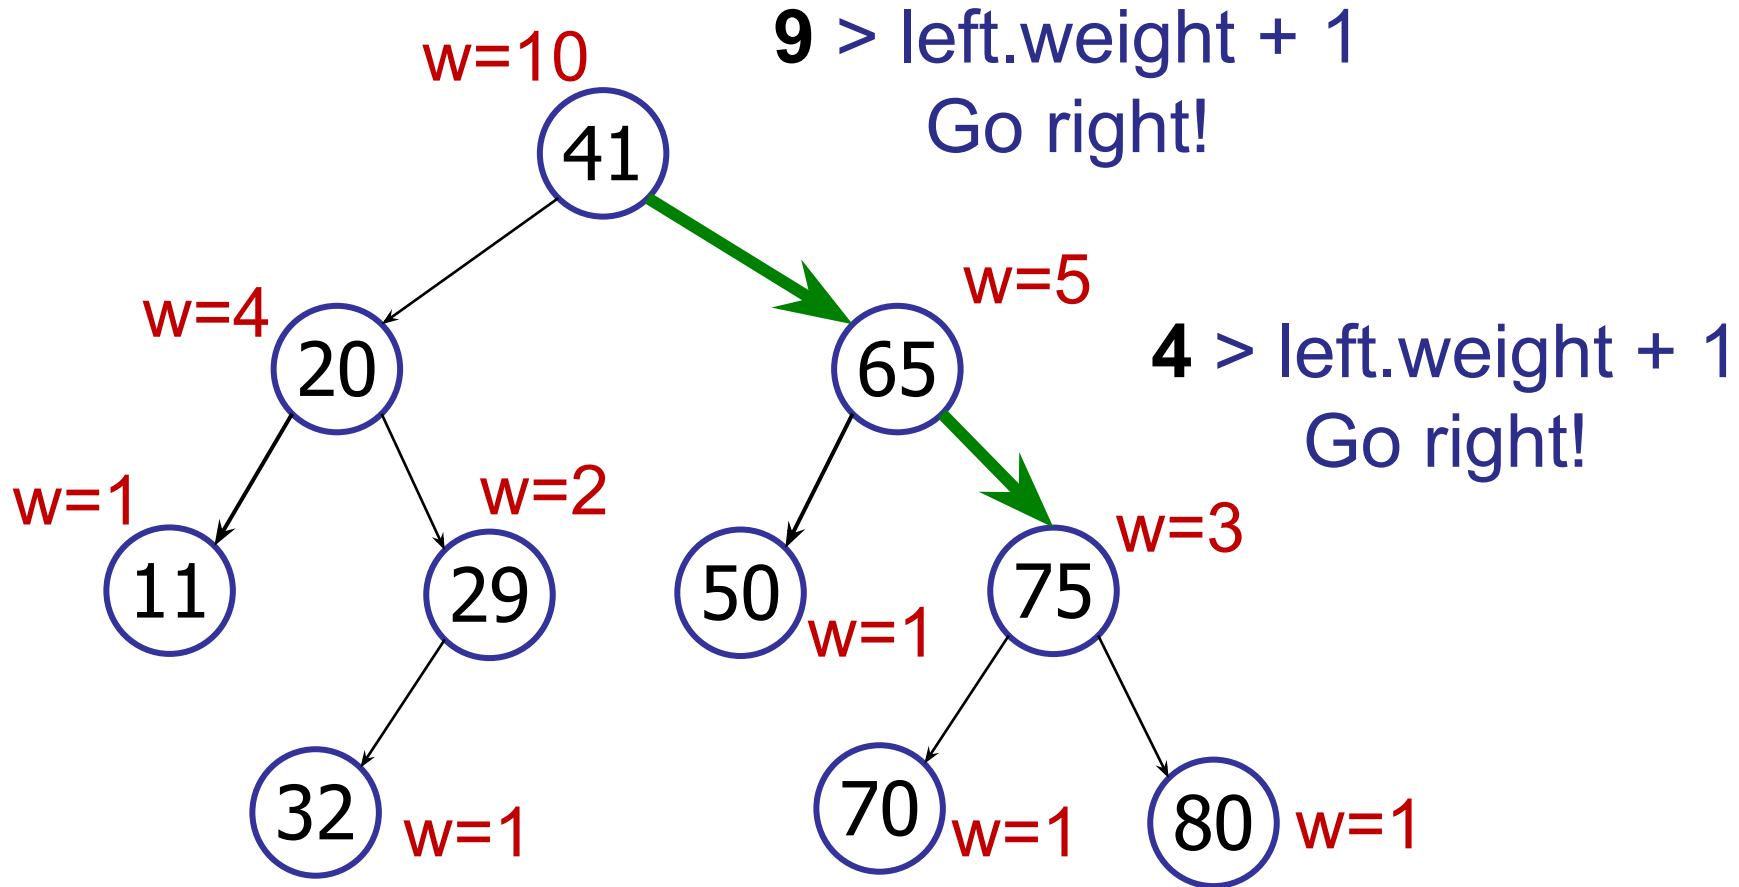 9 > left.weight + 1
w=10
Go right!
41
w=5
w=4
4 > left.weight + 1
20
65
Go right!
w=1
w=2
w=3
11
29
50
75
w=1
32
70
80
w=1
w=1
w=1